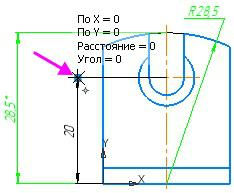 По X = 0
По Y = 0
Расстояние = 0
Угол = 0
R28,5
28,5*
20
Y
X